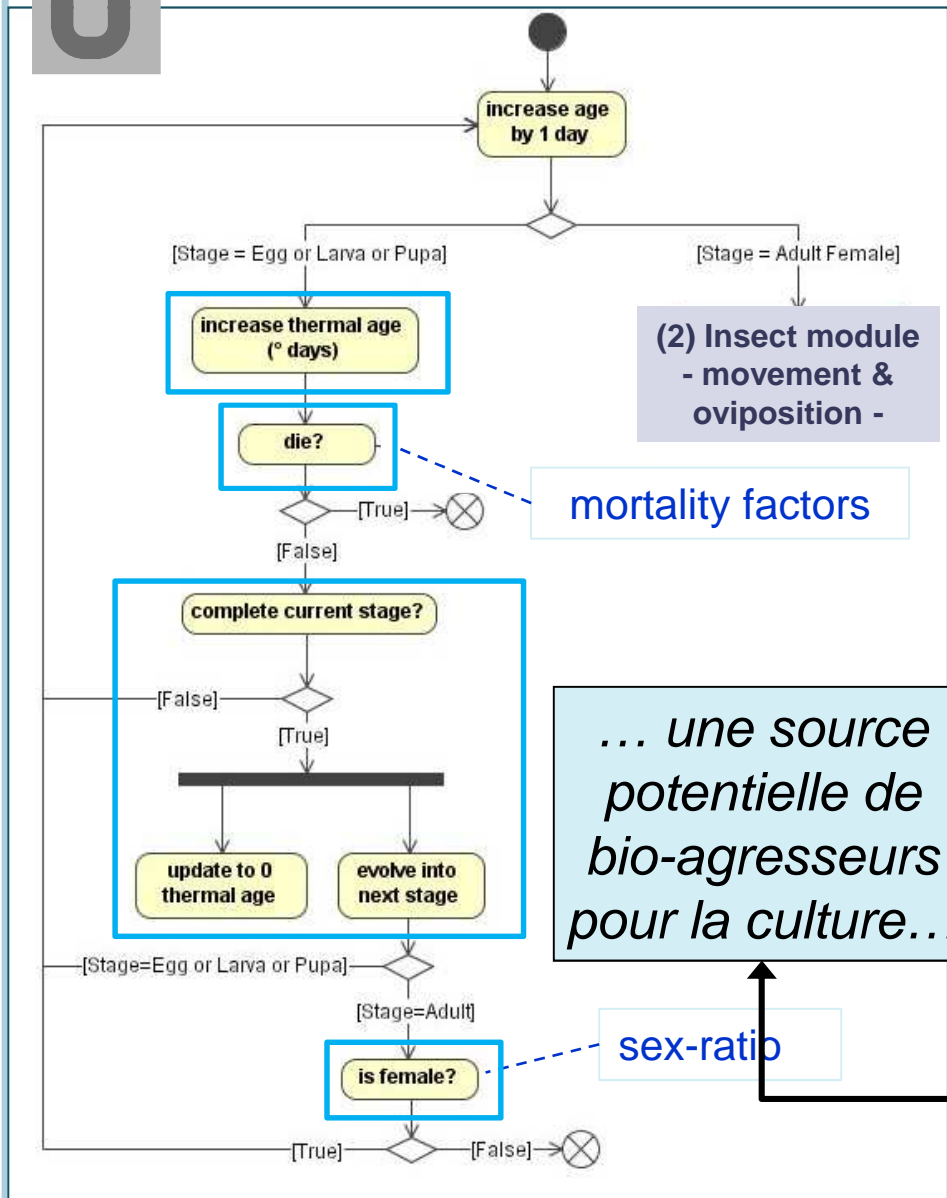 increase age
by 1 day
[Stage = Egg or Larva or Pupa]
[Stage = Adult Female]
increase thermal age
(° days)
(2) Insect module
- movement &
oviposition -
die?
mortality factors
[True]
[False]
complete current stage?
[False]
[True]
… une source
potentielle de
bio-agresseurs
pour la culture…
update to 0
thermal age
evolve into
next stage
[Stage=Egg or Larva or Pupa]
[Stage=Adult]
sex-ratio
is female?
[True]
[False]